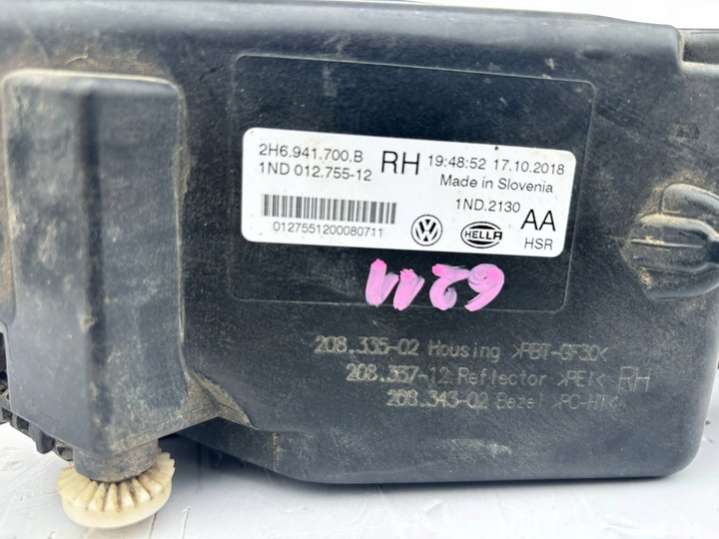 2H6.941.700.B RH 19:48:52 17.10.2018
1ND 012.755-12 Made in Slovenia
1ND.2130 AA
0127551200080711 VW HELLA HSR
6211
208.335-02 Housing >PBT-GF30<
208.337-12 Reflector >PEI< RH
208.343-02 Bezel >PC-HT<